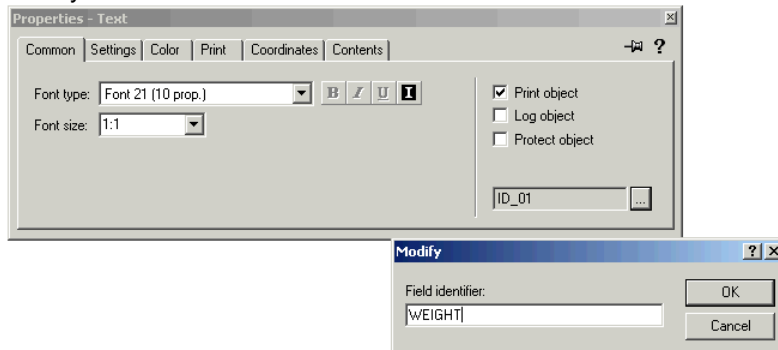 Properties - Text
Common Settings Color Print Coordinates Contents ?
Font type: Font 21 (10 prop.) B I U I Print object
Font size: 1:1 Log object
Protect object
ID_01 ...
Modify ? x
Field identifier: OK
WEIGHT Cancel